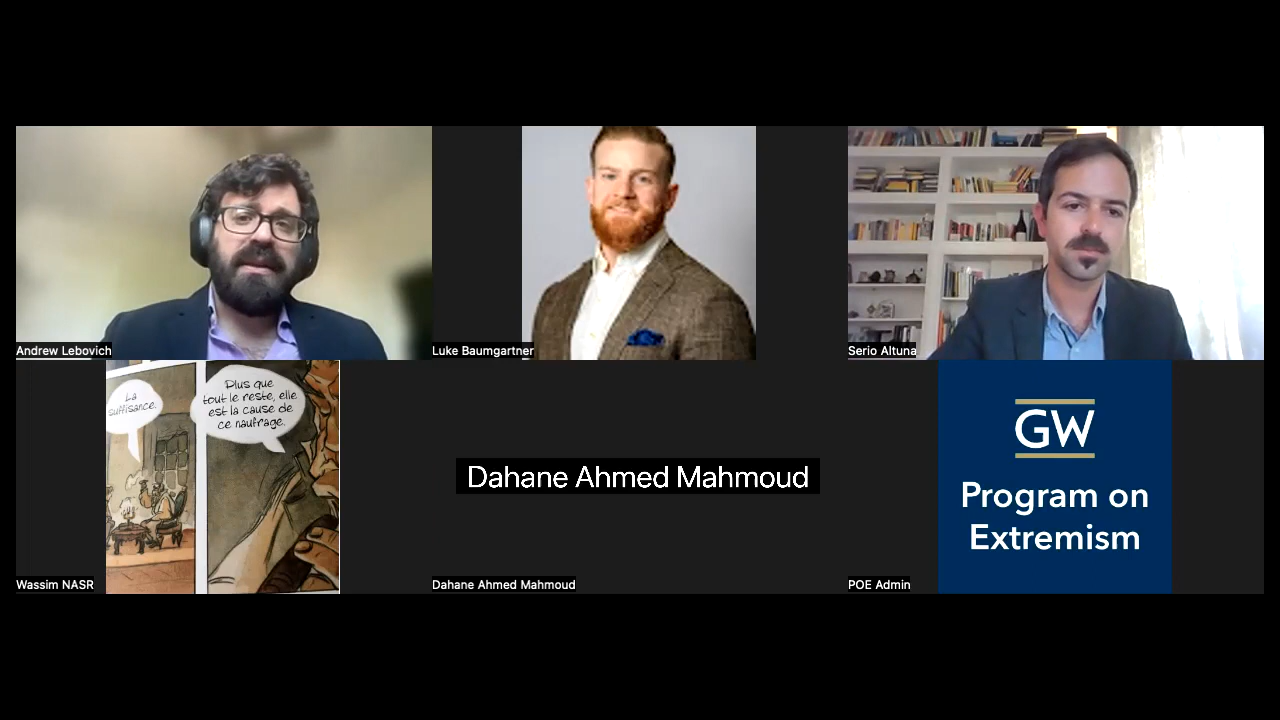 Andrew Lebovich
Luke Baumgartner
Serio Altuna
La
suffisance.
Plus que
tout le reste, elle
est la cause de
ce naufrage.
Wassim NASR
Dahane Ahmed Mahmoud
Dahane Ahmed Mahmoud
GW
Program on
Extremism
POE Admin